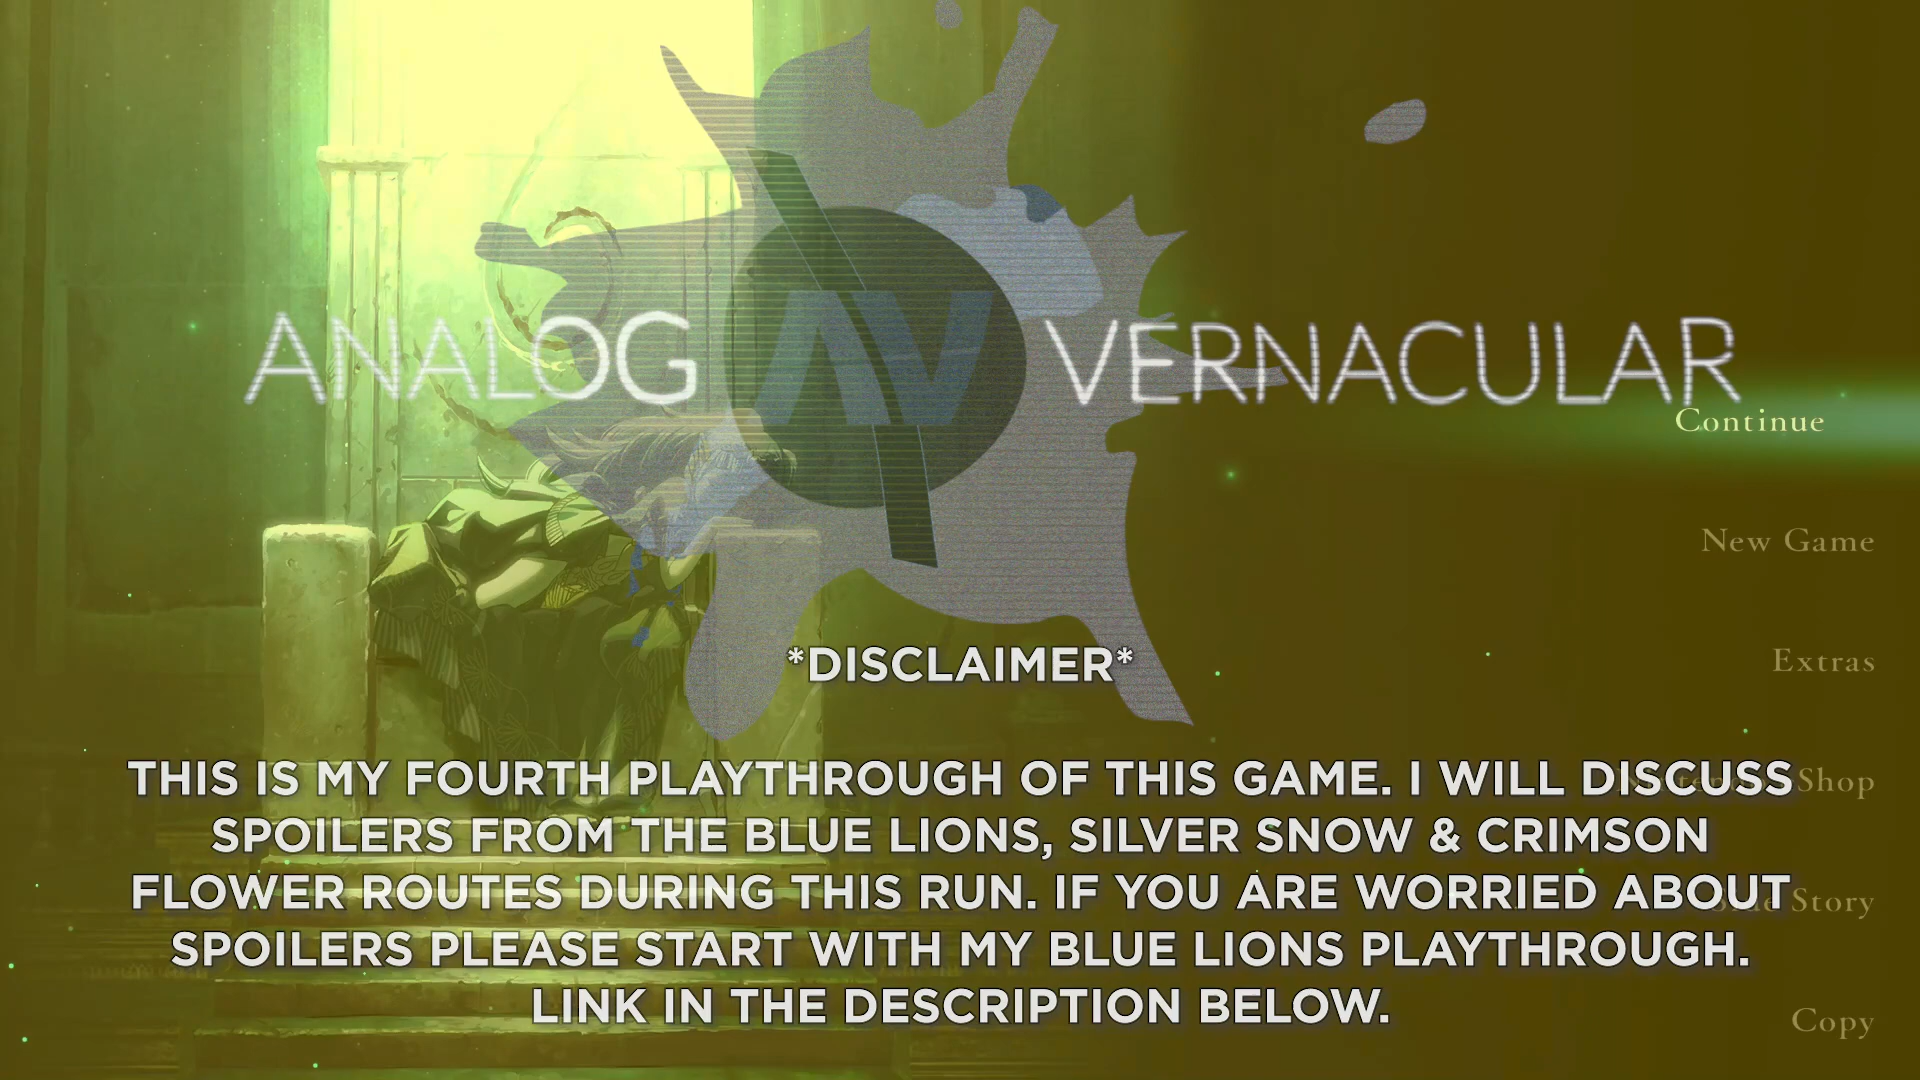 ANALOG AV VERNACULAR
Continue
New Game
Extras
*DISCLAIMER*
THIS IS MY FOURTH PLAYTHROUGH OF THIS GAME. I WILL DISCUSS
Shop
SPOILERS FROM THE BLUE LIONS, SILVER SNOW & CRIMSON
FLOWER ROUTES DURING THIS RUN. IF YOU ARE WORRIED ABOUT
Side Story
SPOILERS PLEASE START WITH MY BLUE LIONS PLAYTHROUGH.
LINK IN THE DESCRIPTION BELOW.
Copy